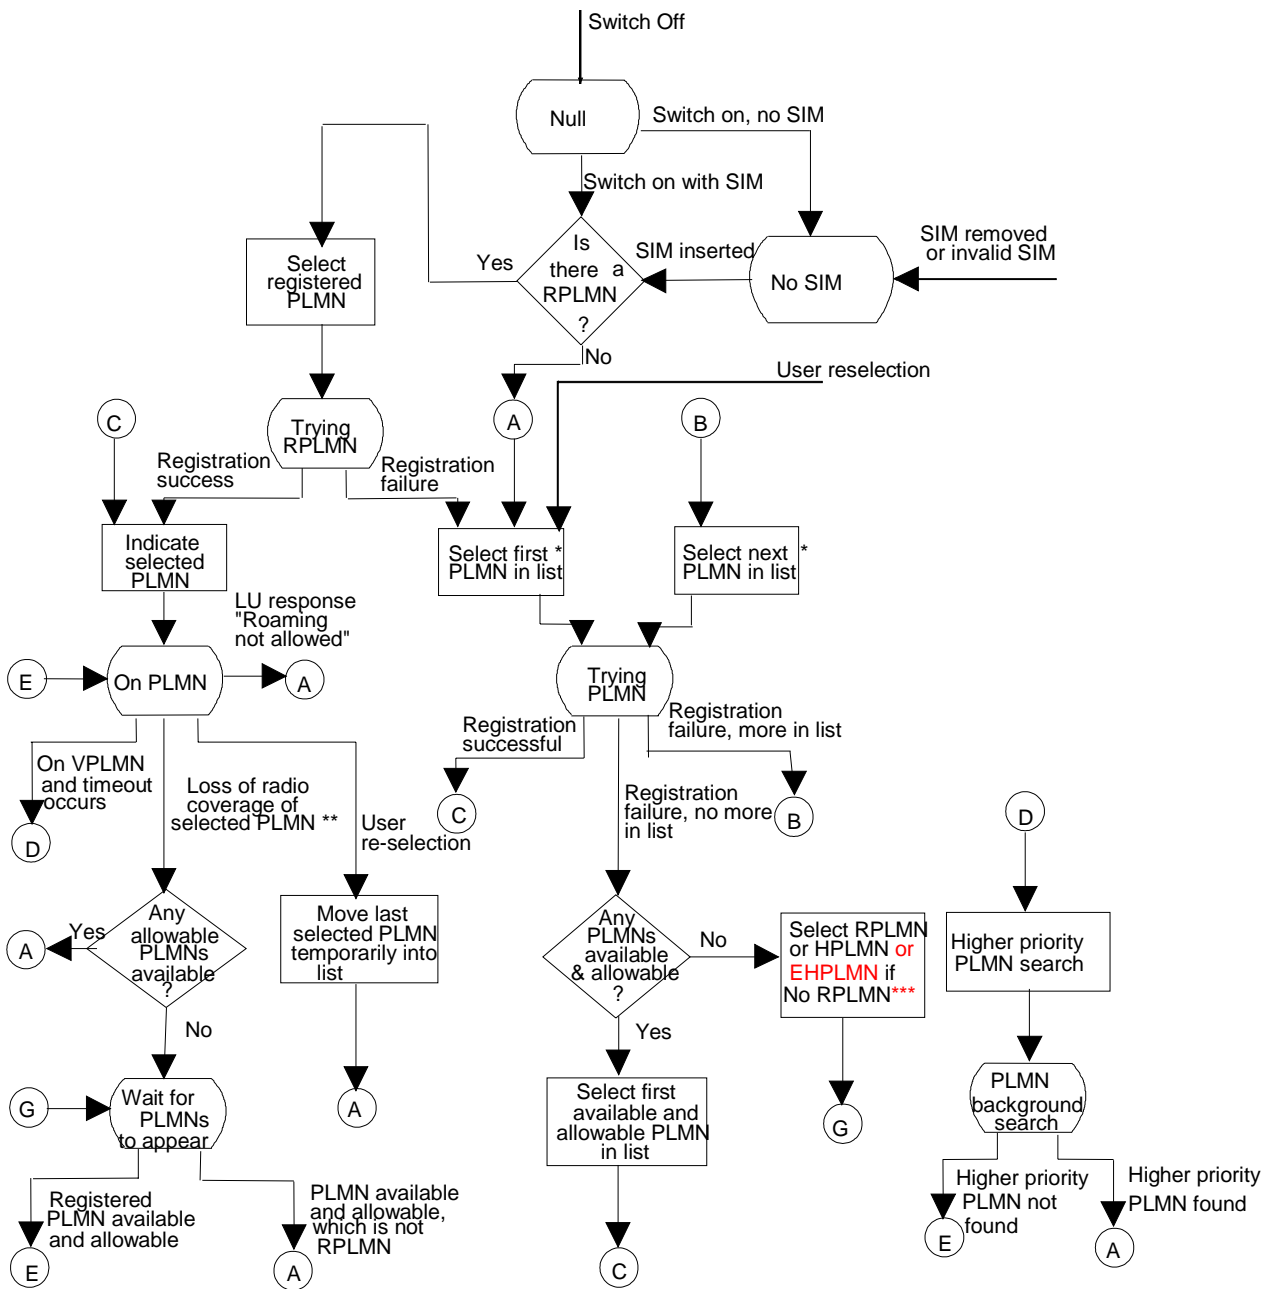 Switch Off
Null
Switch on, no SIM
Switch on with SIM
Is
there a
RPLMN
?
Yes
SIM inserted
No SIM
SIM removed
or invalid SIM
Select
registered
PLMN
No
User reselection
C
Trying
RPLMN
A
B
Registration
success
Registration
failure
Indicate
selected
PLMN
Select first *
PLMN in list
Select next *
PLMN in list
LU response
"Roaming
not allowed"
E
On PLMN
A
Trying
PLMN
Registration
successful
Registration
failure, more in list
On VPLMN
and timeout
occurs
Loss of radio
coverage of
selected PLMN **
User
re-selection
Registration
failure, no more
in list
D
C
B
D
Any
allowable
PLMNs
available
?
Yes
A
Move last
selected PLMN
temporarily into
list
Any
PLMNs
available
& allowable
?
No
Select RPLMN
or HPLMN or
EHPLMN if
No RPLMN***
Higher priority
PLMN search
No
Yes
G
Wait for
PLMNs
to appear
A
Select first
available and
allowable PLMN
in list
G
PLMN
background
search
Registered
PLMN available
and allowable
PLMN available
and allowable,
which is not
RPLMN
Higher priority
PLMN not
found
Higher priority
PLMN found
E
A
C
E
A